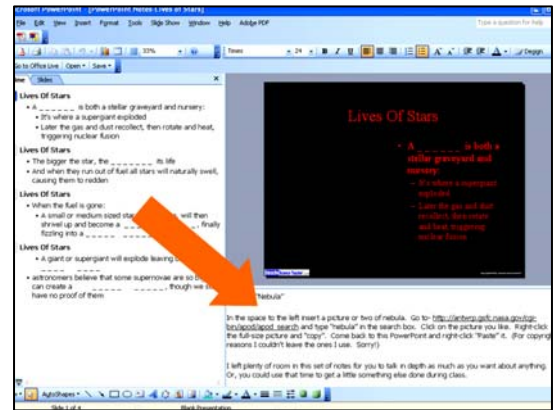 Microsoft PowerPoint - [PowerPoint Notes-Lives of Stars]
File Edit View Insert Format Tools Slide Show Window Help Adobe PDF
Type a question for help
33%
Times
24
B I U
Design
Go to Office Live Open Save
Slides
Lives Of Stars
• A _ _ _ _ _ _ is both a stellar graveyard and nursery:
• It's where a supergiant exploded
• Later the gas and dust recollect, then rotate and heat,
triggering nuclear fusion
Lives Of Stars
• The bigger the star, the _ _ _ _ _ _ _ its life
• And when they run out of fuel all stars will naturally swell,
causing them to redden
Lives Of Stars
• When the fuel is gone:
• A small or medium sized star will then
shrivel up and become a , finally
fizzling into a
Lives Of Stars
• A giant or supergiant will explode leaving
• astronomers believe that some supernovae are so
can create a , though we
have no proof of them
Lives Of Stars
• A _ _ _ _ _ _ is both a
stellar graveyard and
nursery:
– It's where a supergiant
exploded
– Later the gas and dust
recollect, then rotate
and heat, triggering
nuclear fusion
"Nebula"
In the space to the left insert a picture or two of nebula. Go to- http://antwrp.gsfc.nasa.gov/cgi-
bin/apod/apod_search and type "nebula" in the search box. Click on the picture you like. Right-click
the full-size picture and "copy". Come back to this PowerPoint and right-click "Paste" it. (For copyright
reasons I couldn't leave the ones I use. Sorry!)
I left plenty of room in this set of notes for you to talk in depth as much as you want about anything.
Or, you could use that time to get a little something else done during class.
AutoShapes
Slide 1 of 4
Blank Presentation